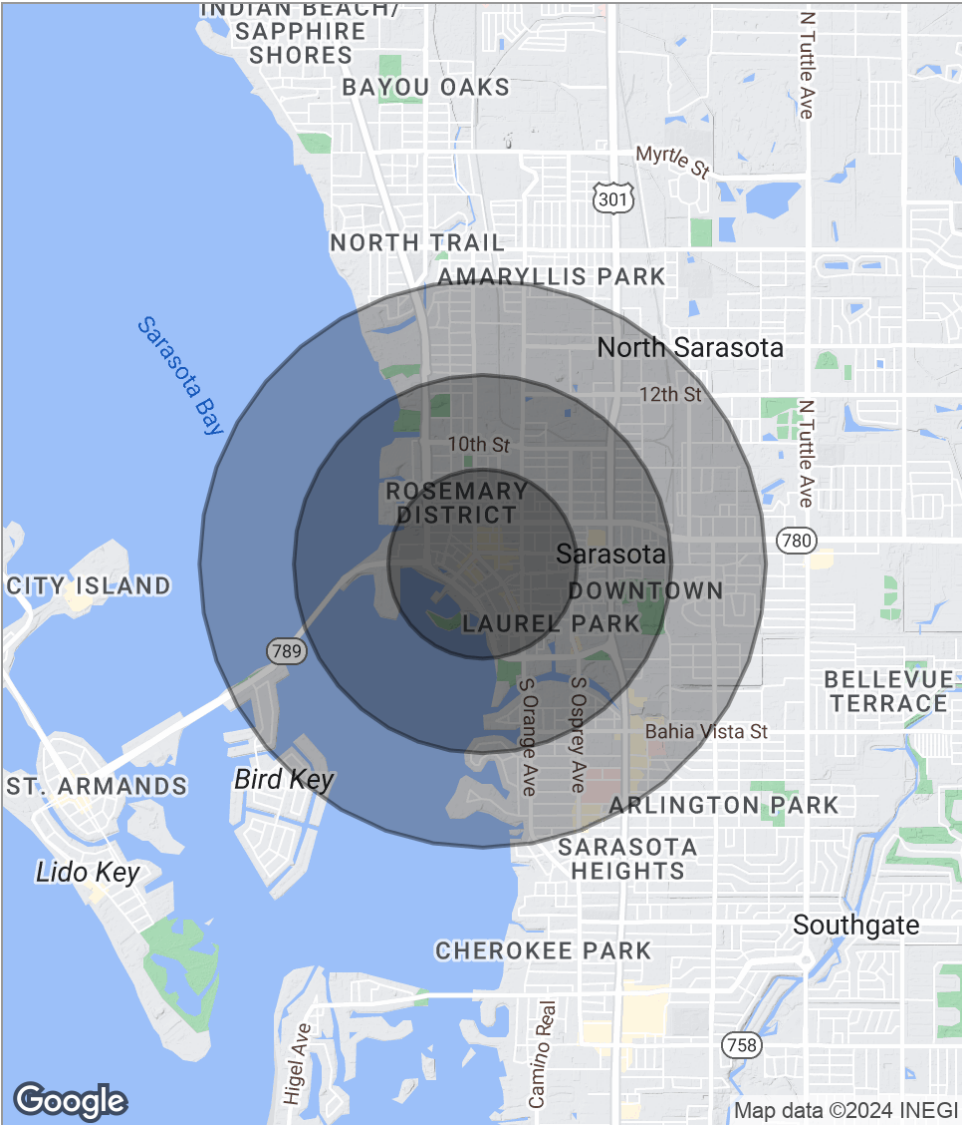 INDIAN BEACH/
SAPPHIRE
SHORES
BAYOU OAKS
N Tuttle Ave
Myrtle St
301
NORTH TRAIL
AMARYLLIS PARK
Sarasota Bay
North Sarasota
12th St
N Tuttle Ave
10th St
ROSEMARY
DISTRICT
780
Sarasota
CITY ISLAND
DOWNTOWN
LAUREL PARK
789
BELLEVUE
TERRACE
S Orange Ave
S Osprey Ave
Bahia Vista St
ST. ARMANDS
Bird Key
ARLINGTON PARK
SARASOTA
HEIGHTS
Lido Key
Southgate
CHEROKEE PARK
Higel Ave
Camino Real
758
Google
Map data ©2024 INEGI